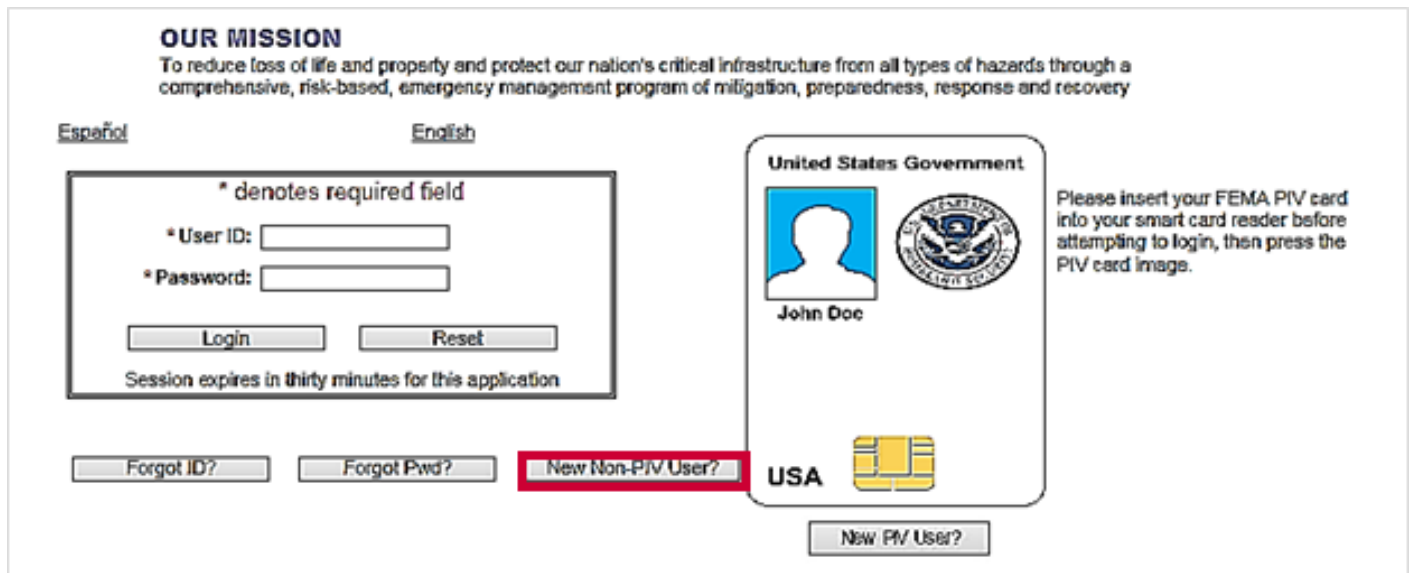 OUR MISSION
To reduce loss of life and property and protect our nation's critical infrastructure from all types of hazards through a
comprehensive, risk-based, emergency management program of mitigation, preparedness, response and recovery
Español
English
* denotes required field
* User ID:
* Password:
Login
Reset
Session expires in thirty minutes for this application
Forgot ID?
Forgot Pwd?
New Non-PIV User?
United States Government
U.S. DEPARTMENT OF
HOMELAND SECURITY
John Doe
USA
New PIV User?
Please insert your FEMA PIV card
into your smart card reader before
attempting to login, then press the
PIV card image.